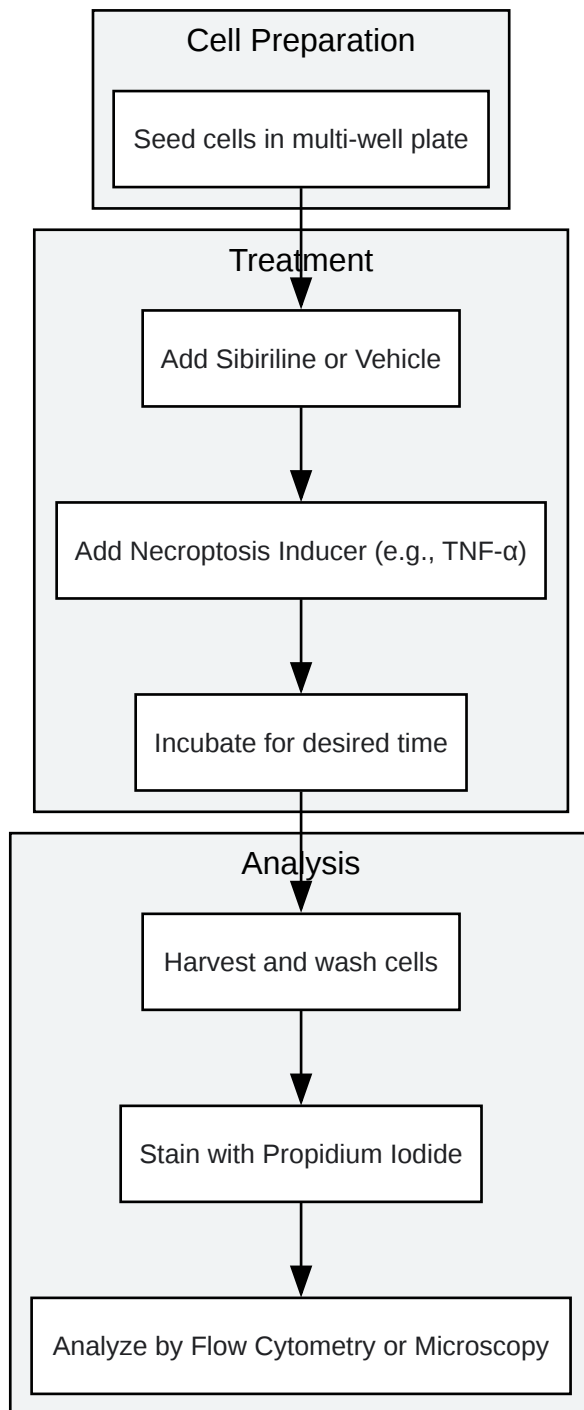 Cell Preparation
Seed cells in multi-well plate
Treatment
Add Sibiriline or Vehicle
Add Necroptosis Inducer (e.g., TNF-α)
Incubate for desired time
Analysis
Harvest and wash cells
Stain with Propidium Iodide
Analyze by Flow Cytometry or Microscopy